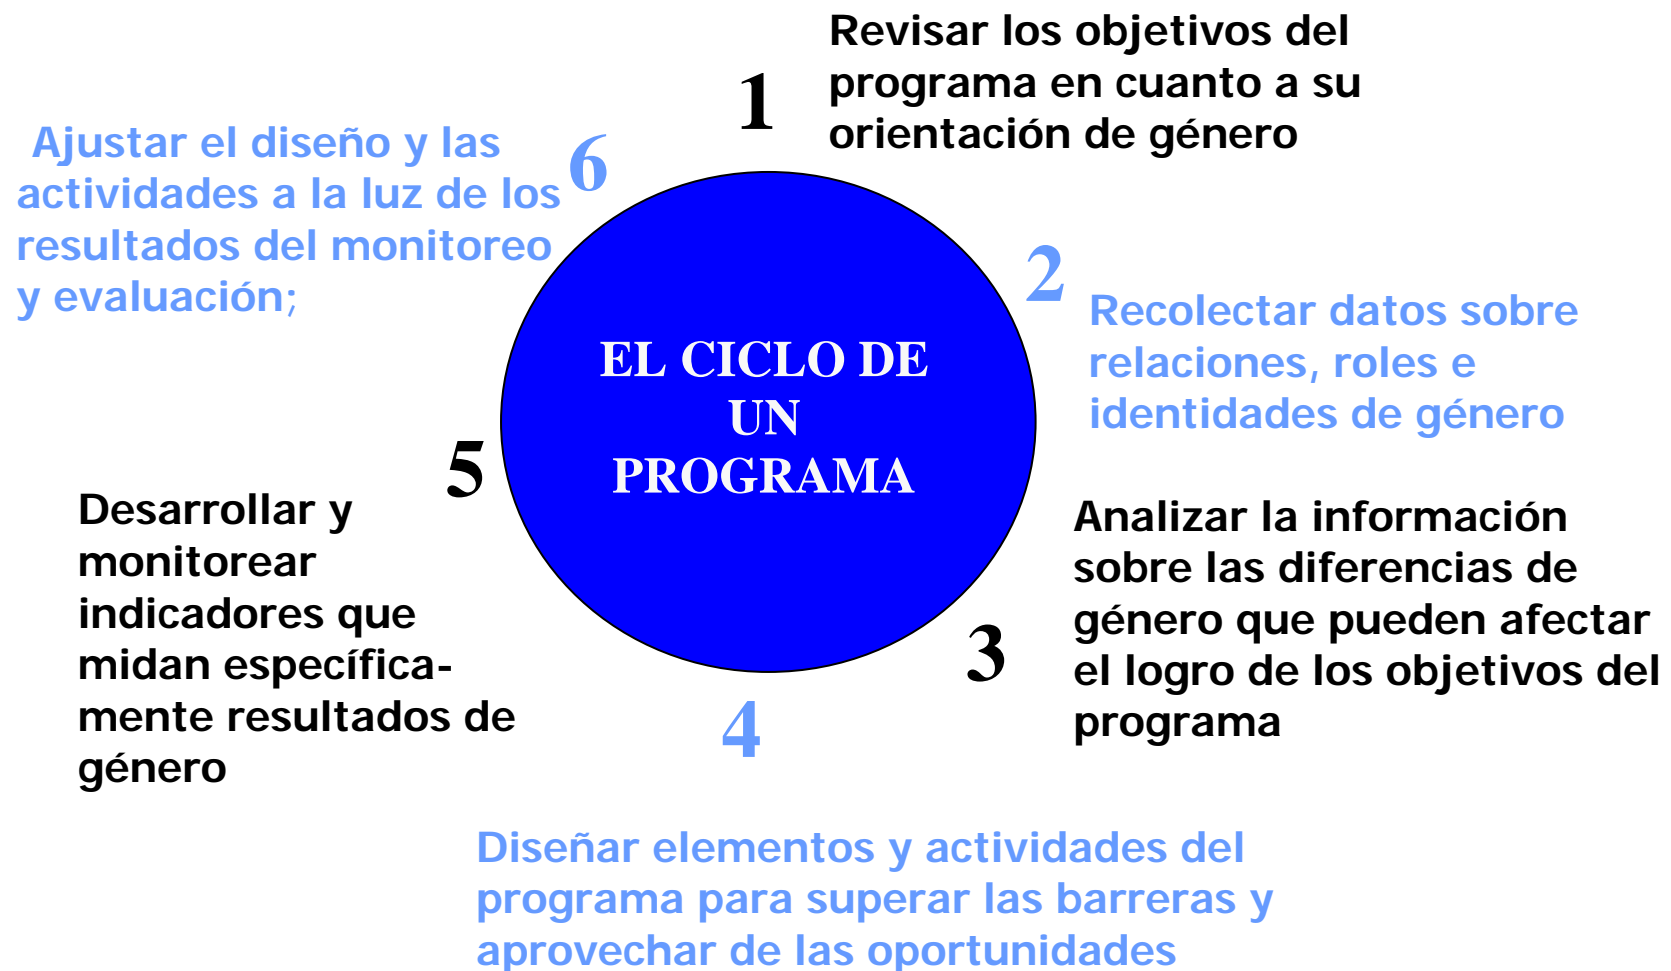 1
Revisar los objetivos del
programa en cuanto a su
orientación de género
2
Recolectar datos sobre
relaciones, roles e
identidades de género
3
Analizar la información
sobre las diferencias de
género que pueden afectar
el logro de los objetivos del
programa
4
Diseñar elementos y actividades del
programa para superar las barreras y
aprovechar de las oportunidades
5
Desarrollar y
monitorear
indicadores que
midan específica-
mente resultados de
género
6
Ajustar el diseño y las
actividades a la luz de los
resultados del monitoreo
y evaluación;
EL CICLO DE
UN
PROGRAMA